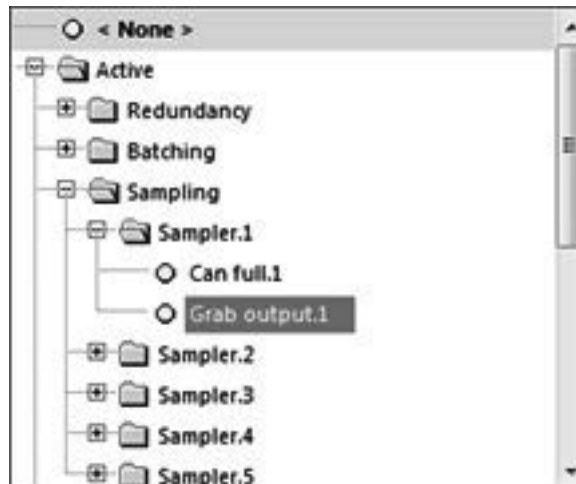 < None >
Active
Redundancy
Batching
Sampling
Sampler.1
Can full.1
Grab output.1
Sampler.2
Sampler.3
Sampler.4
Sampler.5